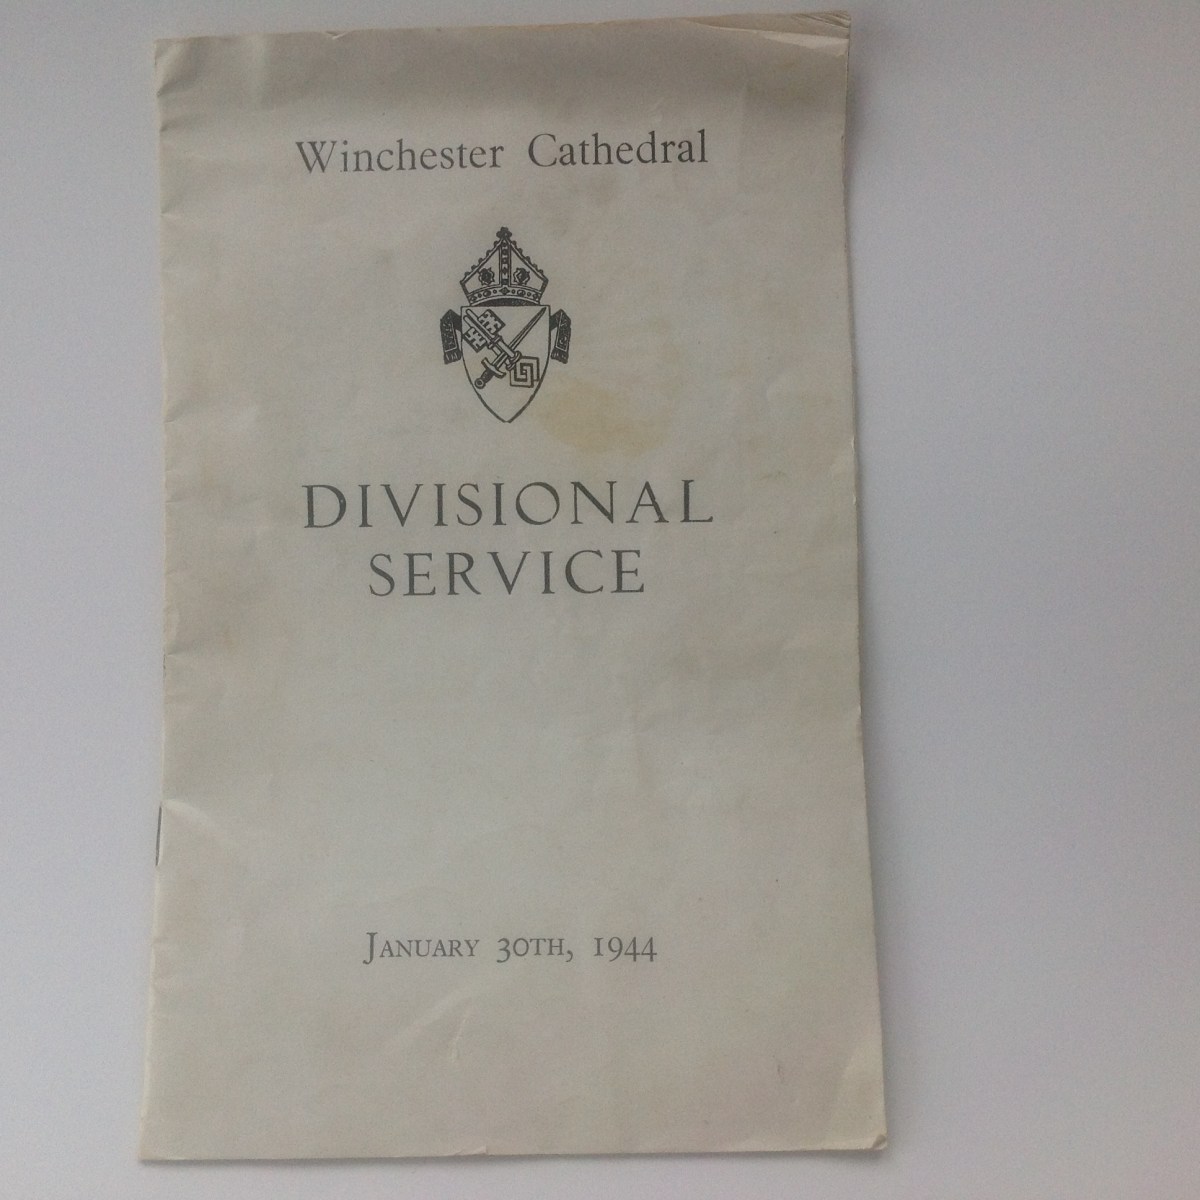 Winchester Cathedral
DIVISIONAL
SERVICE
January 30th, 1944